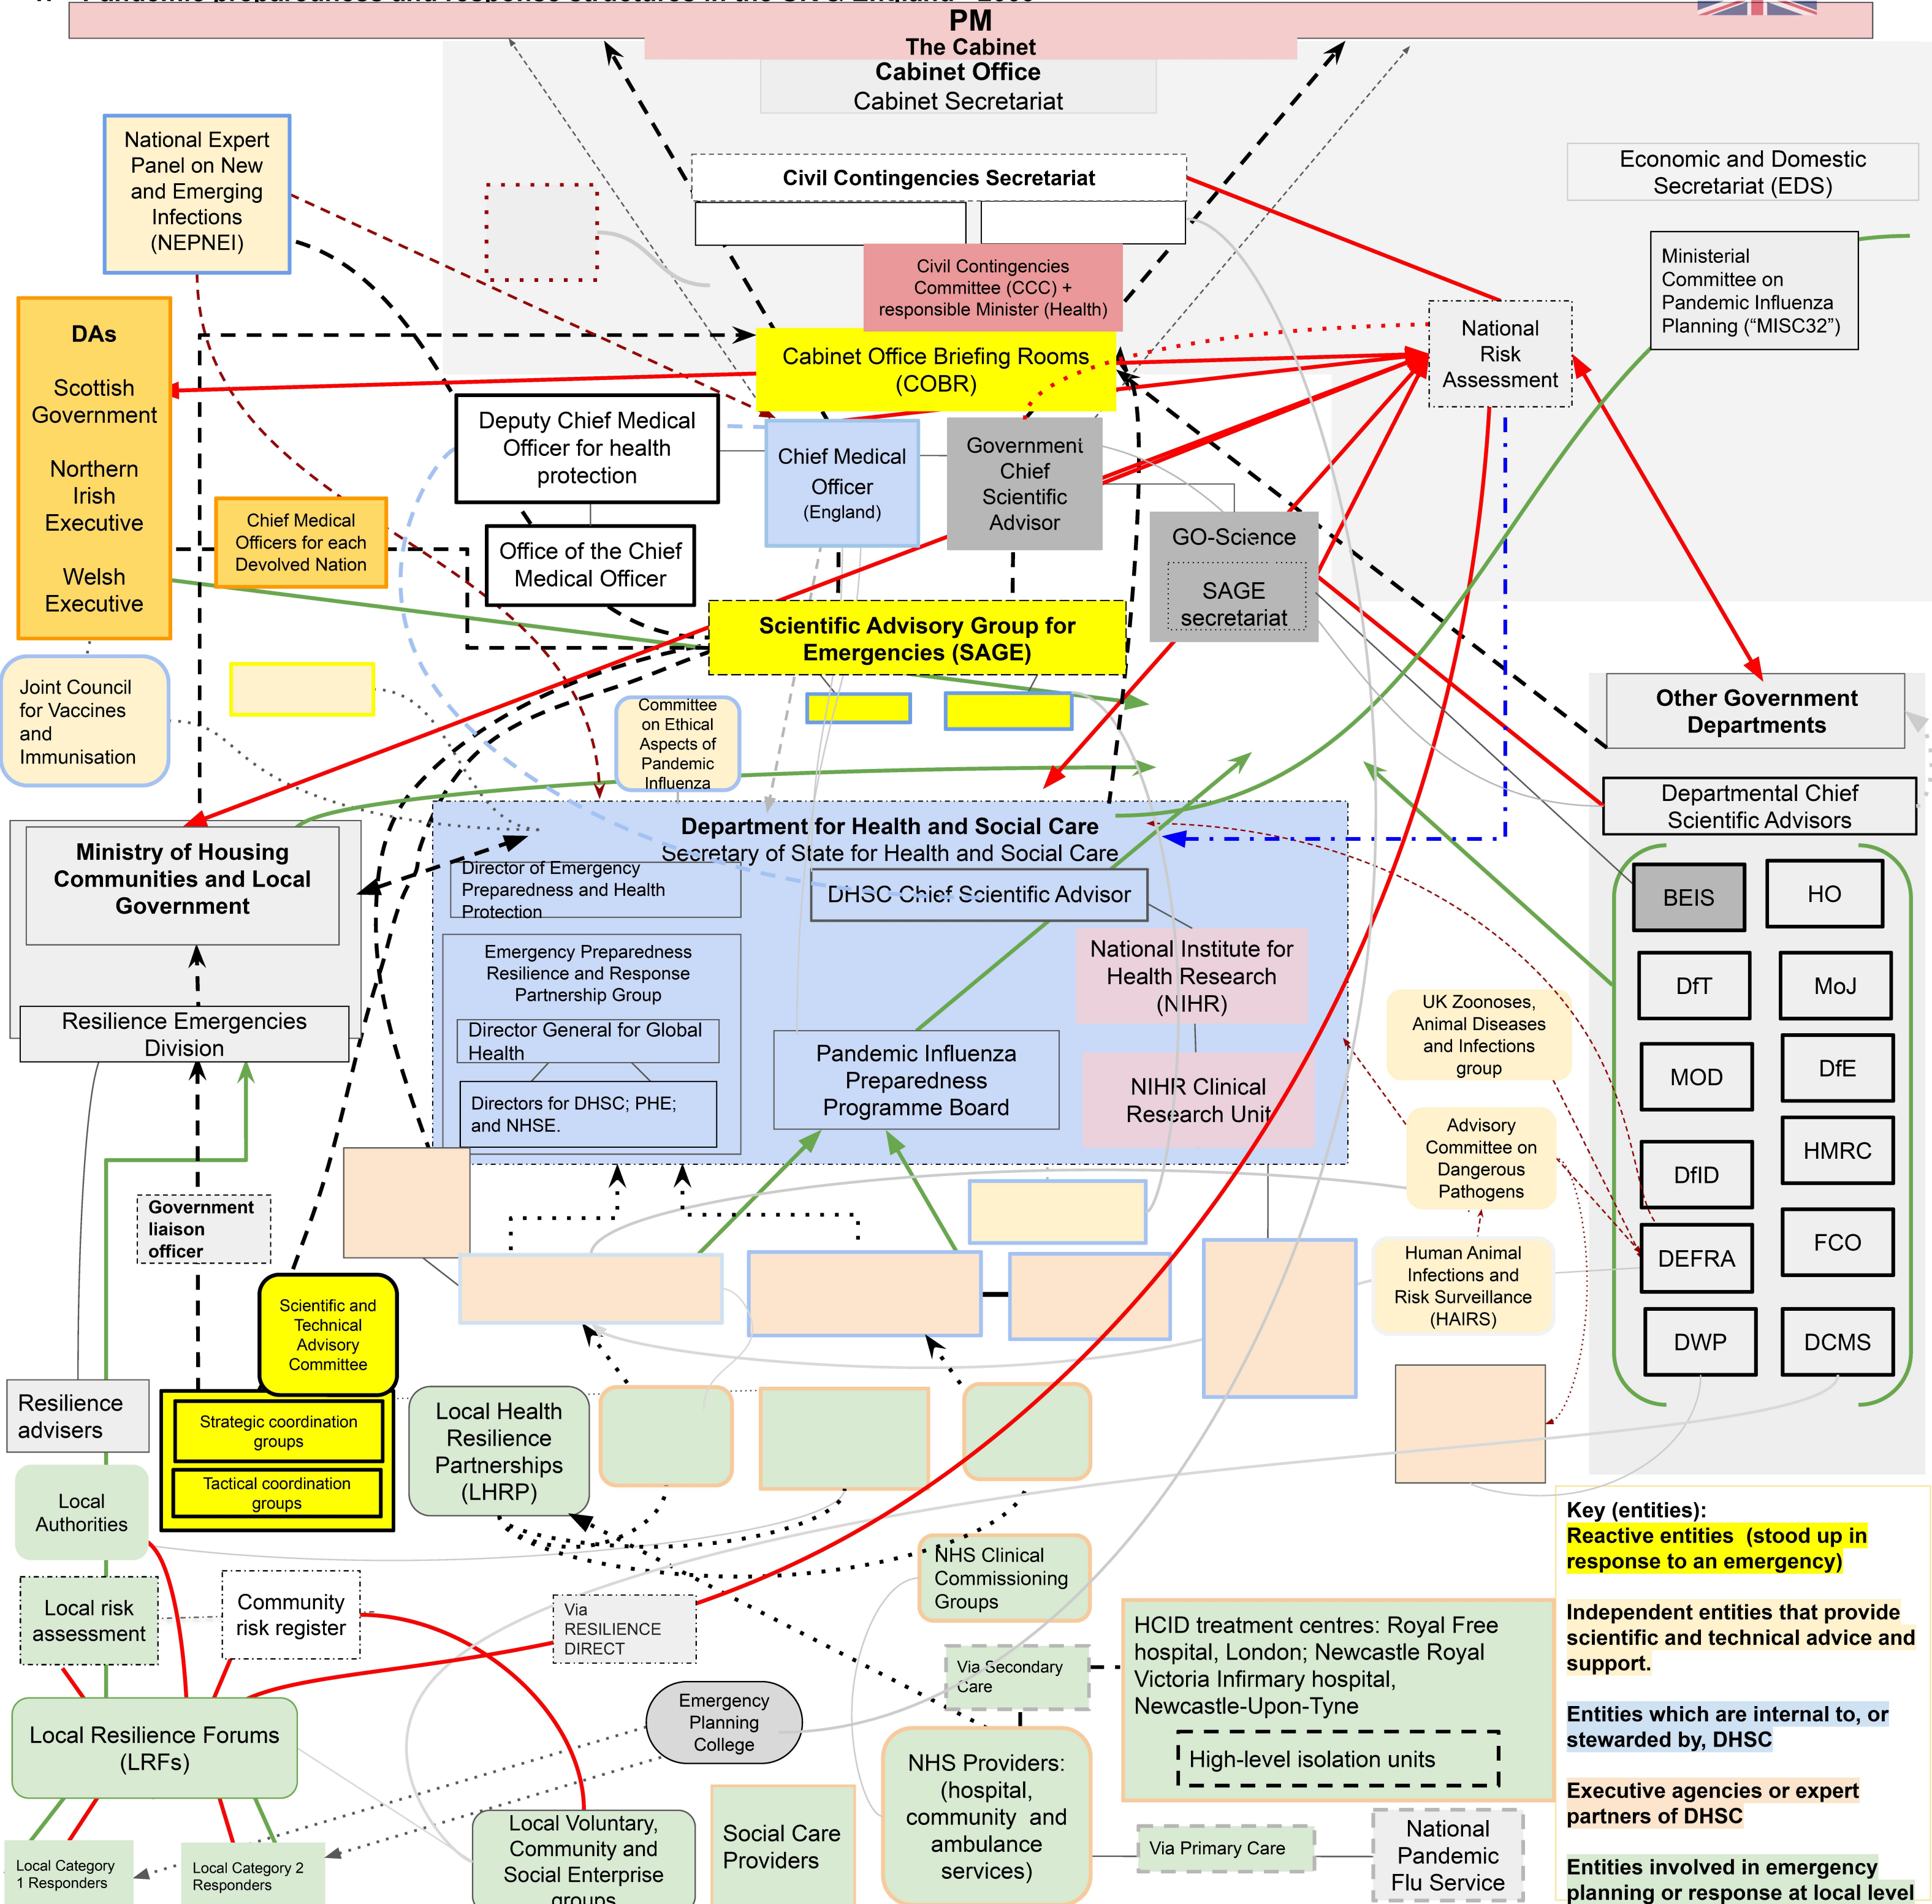 Pandemic preparedness and response structures in the UK & England - 2009
PM
The Cabinet
Cabinet Office
Cabinet Secretariat
National Expert
Panel on New
and Emerging
Infections
(NEPNEI)
Civil Contingencies Secretariat
Economic and Domestic
Secretariat (EDS)
Civil Contingencies
Committee (CCC) +
responsible Minister (Health)
Ministerial
Committee on
Pandemic Influenza
Planning (“MISC32”)
DAs
Scottish
Government
Northern
Irish
Executive
Welsh
Executive
Cabinet Office Briefing Rooms
(COBR)
National
Risk
Assessment
Deputy Chief Medical
Officer for health
protection
Chief Medical
Officer
(England)
Government
Chief
Scientific
Advisor
Chief Medical
Officers for each
Devolved Nation
Office of the Chief
Medical Officer
GO-Science
SAGE
secretariat
Scientific Advisory Group for
Emergencies (SAGE)
Joint Council
for Vaccines
and
Immunisation
Committee
on Ethical
Aspects of
Pandemic
Influenza
Other Government
Departments
Departmental Chief
Scientific Advisors
Ministry of Housing
Communities and Local
Government
Department for Health and Social Care
Secretary of State for Health and Social Care
Director of Emergency
Preparedness and Health
Protection
DHSC Chief Scientific Advisor
Emergency Preparedness
Resilience and Response
Partnership Group
Director General for Global
Health
Directors for DHSC; PHE;
and NHSE.
Pandemic Influenza
Preparedness
Programme Board
National Institute for
Health Research
(NIHR)
NIHR Clinical
Research Unit
Resilience Emergencies
Division
UK Zoonoses,
Animal Diseases
and Infections
group
Advisory
Committee on
Dangerous
Pathogens
Human Animal
Infections and
Risk Surveillance
(HAIRS)
BEIS
HO
DfT
MoJ
MOD
DfE
DfID
HMRC
DEFRA
FCO
DWP
DCMS
Government
liaison
officer
Scientific and
Technical
Advisory
Committee
Strategic coordination
groups
Tactical coordination
groups
Resilience
advisers
Local
Authorities
Local Health
Resilience
Partnerships
(LHRP)
Local risk
assessment
Community
risk register
Via
RESILIENCE
DIRECT
NHS Clinical
Commissioning
Groups
Via Secondary
Care
HCID treatment centres: Royal Free
hospital, London; Newcastle Royal
Victoria Infirmary hospital,
Newcastle-Upon-Tyne
High-level isolation units
Local Resilience Forums
(LRFs)
Emergency
Planning
College
NHS Providers:
(hospital,
community and
ambulance
services)
Local Category
1 Responders
Local Category 2
Responders
Local Voluntary,
Community and
Social Enterprise
groups
Social Care
Providers
Via Primary Care
National
Pandemic
Flu Service
Key (entities):
Reactive entities (stood up in
response to an emergency)
Independent entities that provide
scientific and technical advice and
support.
Entities which are internal to, or
stewarded by, DHSC
Executive agencies or expert
partners of DHSC
Entities involved in emergency
planning or response at local level